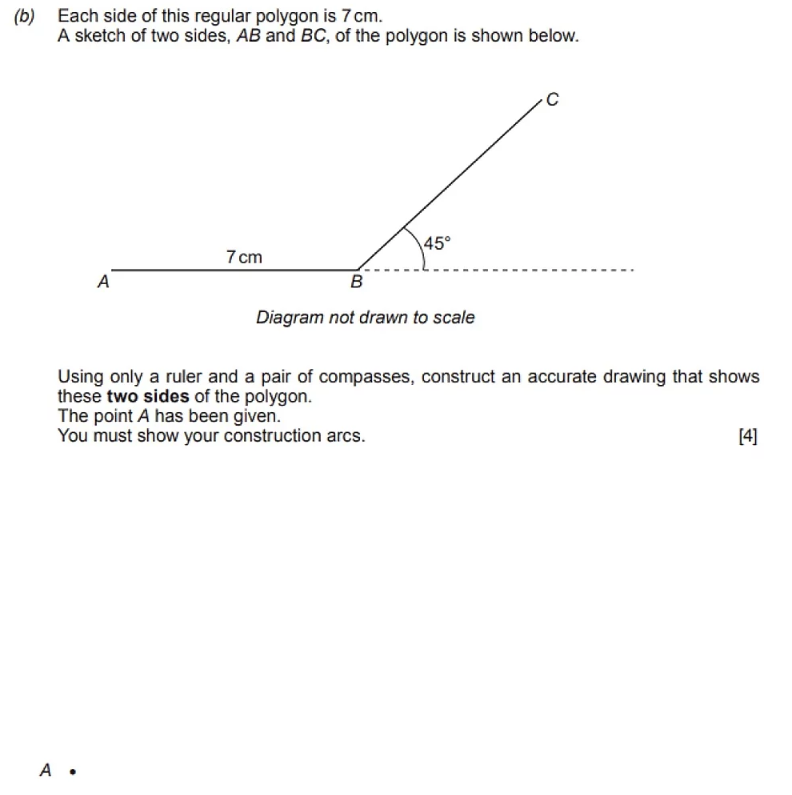 (b) Each side of this regular polygon is 7 cm.
A sketch of two sides, AB and BC, of the polygon is shown below.
C
45°
7 cm
A
B
Diagram not drawn to scale
Using only a ruler and a pair of compasses, construct an accurate drawing that shows
these two sides of the polygon.
The point A has been given.
You must show your construction arcs. [4]
A